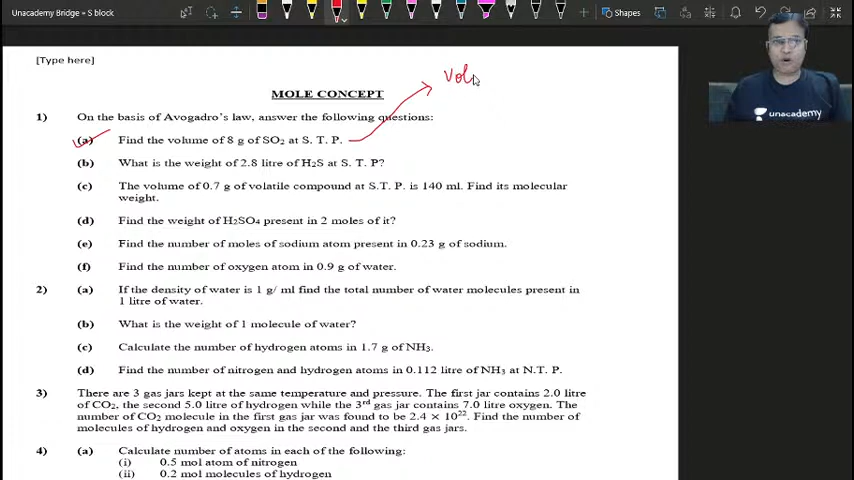 Unacademy Bridge - S block
Shapes
[Type here]
Vol
MOLE CONCEPT
unacademy
1) On the basis of Avogadro's law, answer the following questions:
(a) Find the volume of 8 g of SO₂ at S. T. P.
(b) What is the weight of 2.8 litre of H₂S at S. T. P?
(c) The volume of 0.7 g of volatile compound at S.T. P. is 140 ml. Find its molecular
weight.
(d) Find the weight of H₂SO₄ present in 2 moles of it?
(e) Find the number of moles of sodium atom present in 0.23 g of sodium.
(f) Find the number of oxygen atom in 0.9 g of water.
2) (a) If the density of water is 1 g/ ml find the total number of water molecules present in
1 litre of water.
(b) What is the weight of 1 molecule of water?
(c) Calculate the number of hydrogen atoms in 1.7 g of NH₃.
(d) Find the number of nitrogen and hydrogen atoms in 0.112 litre of NH₃ at N.T. P.
3) There are 3 gas jars kept at the same temperature and pressure. The first jar contains 2.0 litre
of CO₂, the second 5.0 litre of hydrogen while the 3ʳᵈ gas jar contains 7.0 litre oxygen. The
number of CO₂ molecule in the first gas jar was found to be 2.4 × 10²². Find the number of
molecules of hydrogen and oxygen in the second and the third gas jars.
4) (a) Calculate number of atoms in each of the following:
(i) 0.5 mol atom of nitrogen
(ii) 0.2 mol molecules of hydrogen